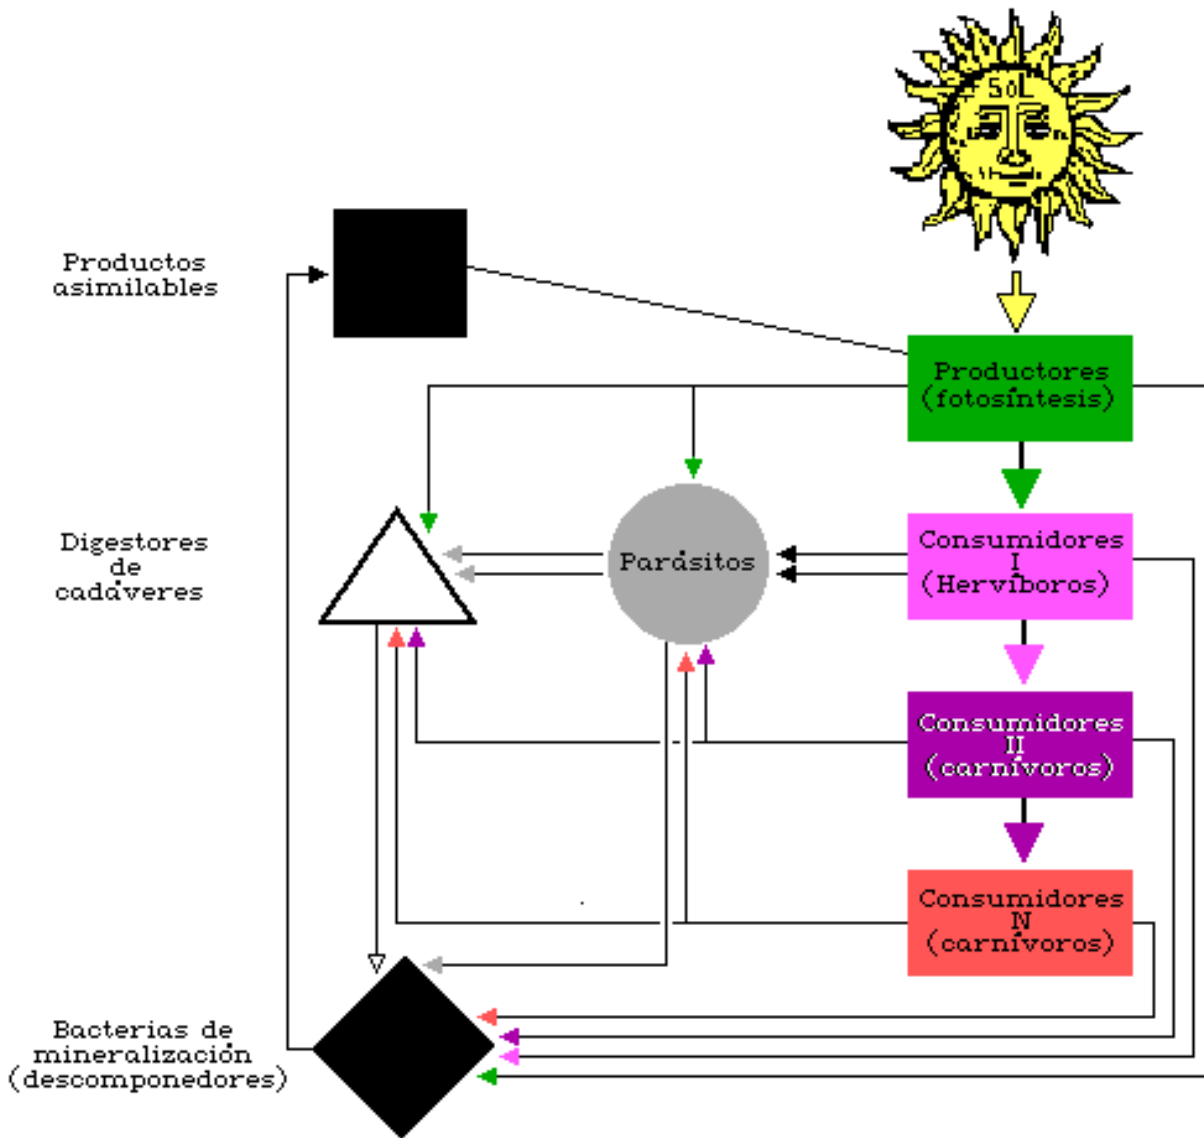 SOL
Productos
asimilables
Productores
(fotosíntesis)
Digestores
de
cadáveres
Parásitos
Consumidores
I
(Hervíboros)
Consumidores
II
(carnívoros)
Consumidores
N
(carnívoros)
Bacterias de
mineralización
(descomponedores)